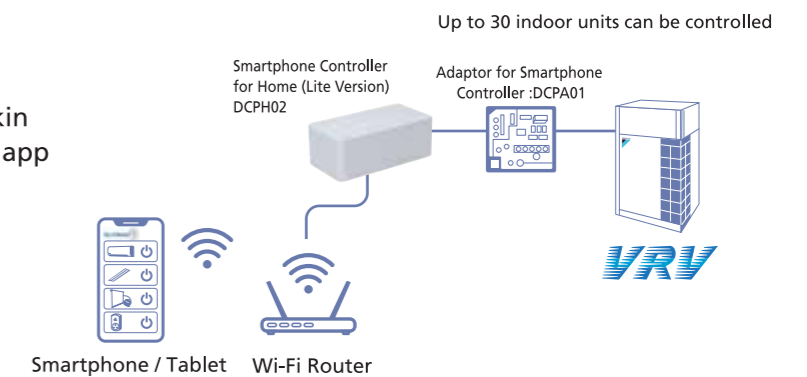 Up to 30 indoor units can be controlled
Smartphone Controller
for Home (Lite Version)
DCPH02
Adaptor for Smartphone
Controller :DCPA01
kin
app
VRV
Smartphone / Tablet
Wi-Fi Router